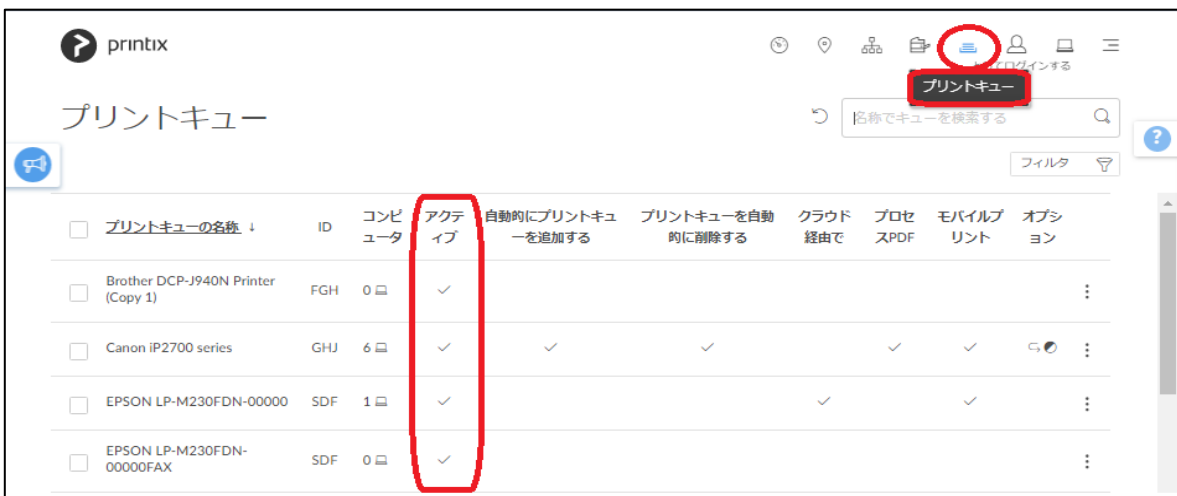 printix
としてログインする
プリントキュー
プリントキュー
名称でキューを検索する
?
フィルタ
プリントキューの名称 ↓ ID コンピュータ アクティブ 自動的にプリントキューを追加する プリントキューを自動的に削除する クラウド経由で プロセスPDF モバイルプリント オプション
Brother DCP-J940N Printer (Copy 1) FGH 0
Canon iP2700 series GHJ 6
EPSON LP-M230FDN-00000 SDF 1
EPSON LP-M230FDN-00000FAX SDF 0